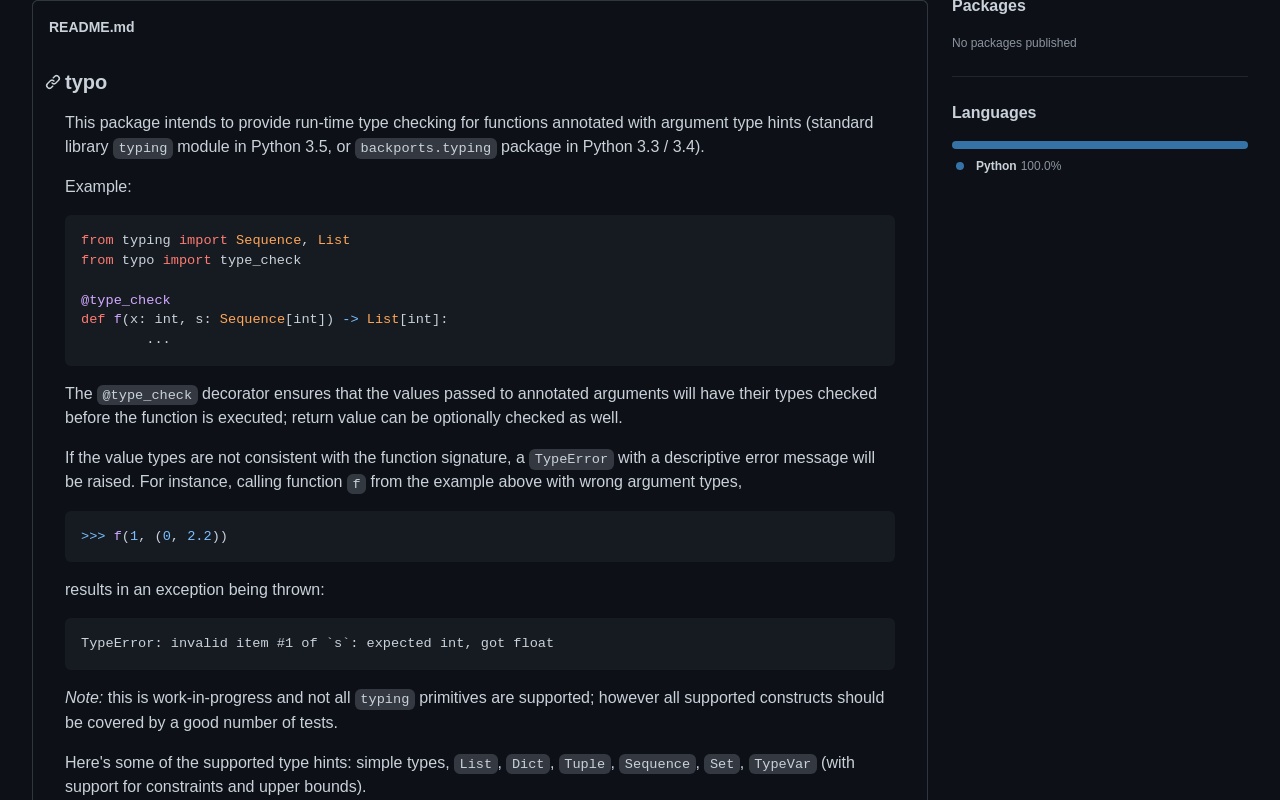 README.md
typo
This package intends to provide run-time type checking for functions annotated with argument type hints (standard
library typing module in Python 3.5, or backports.typing package in Python 3.3 / 3.4).
Example:
from typing import Sequence, List
from typo import type_check
@type_check
def f(x: int, s: Sequence[int]) -> List[int]:
...
The @type_check decorator ensures that the values passed to annotated arguments will have their types checked
before the function is executed; return value can be optionally checked as well.
If the value types are not consistent with the function signature, a TypeError with a descriptive error message will
be raised. For instance, calling function f from the example above with wrong argument types,
>>> f(1, (0, 2.2))
results in an exception being thrown:
TypeError: invalid item #1 of `s`: expected int, got float
Note: this is work-in-progress and not all typing primitives are supported; however all supported constructs should
be covered by a good number of tests.
Here's some of the supported type hints: simple types, List, Dict, Tuple, Sequence, Set, TypeVar (with
support for constraints and upper bounds).
Packages
No packages published
Languages
Python 100.0%